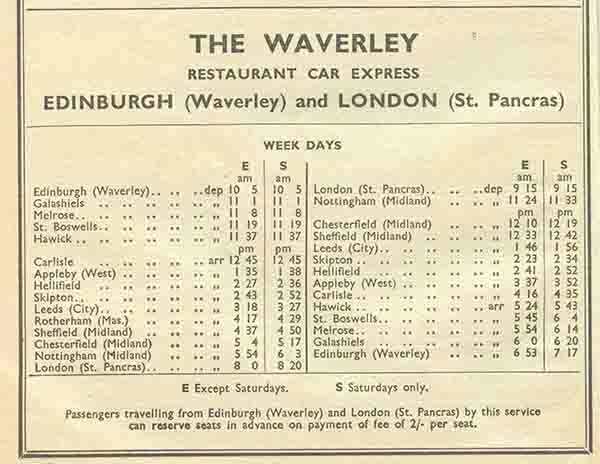 THE WAVERLEY
RESTAURANT CAR EXPRESS
EDINBURGH (Waverley) and LONDON (St. Pancras)
WEEK DAYS
E S
am am
Edinburgh (Waverley).. .. .. dep 10 5 10 5
Galashiels .. .. .. .. .. „ 11 1 11 1
Melrose.. .. .. .. .. .. „ 11 8 11 8
St. Boswells .. .. .. .. .. „ 11 19 11 19
Hawick .. .. .. .. .. .. „ 11 37 11 37
pm pm
Carlisle .. .. .. .. .. arr 12 45 12 45
Appleby (West) .. .. .. .. „ 1 35 1 38
Hellifield .. .. .. .. .. „ 2 27 2 36
Skipton.. .. .. .. .. .. „ 2 43 2 52
Leeds (City).. .. .. .. .. „ 3 18 3 27
Rotherham (Mas.) .. .. .. „ 4 17 4 29
Sheffield (Midland) .. .. .. „ 4 37 4 50
Chesterfield (Midland) .. .. „ 5 4 5 17
Nottingham (Midland) .. .. „ 5 54 6 3
London (St. Pancras).. .. .. „ 8 0 8 20
E S
am am
London (St. Pancras).. .. .. dep 9 15 9 15
Nottingham (Midland) .. .. „ 11 24 11 33
pm pm
Chesterfield (Midland) .. .. „ 12 10 12 19
Sheffield (Midland) .. .. .. „ 12 33 12 42
Leeds (City).. .. .. .. .. „ 1 46 1 56
Skipton .. .. .. .. .. „ 2 23 2 34
Hellifield .. .. .. .. .. „ 2 41 2 52
Appleby (West) .. .. .. .. „ 3 37 3 52
Carlisle .. .. .. .. .. „ 4 16 4 35
Hawick .. .. .. .. .. arr 5 24 5 43
St. Boswells.. .. .. .. .. „ 5 45 6 4
Melrose.. .. .. .. .. .. „ 5 54 6 14
Galashiels .. .. .. .. .. „ 6 0 6 20
Edinburgh (Waverley) .. .. .. „ 6 53 7 17
E Except Saturdays. S Saturdays only.
Passengers travelling from Edinburgh (Waverley) and London (St. Pancras) by this service
can reserve seats in advance on payment of fee of 2/- per seat.